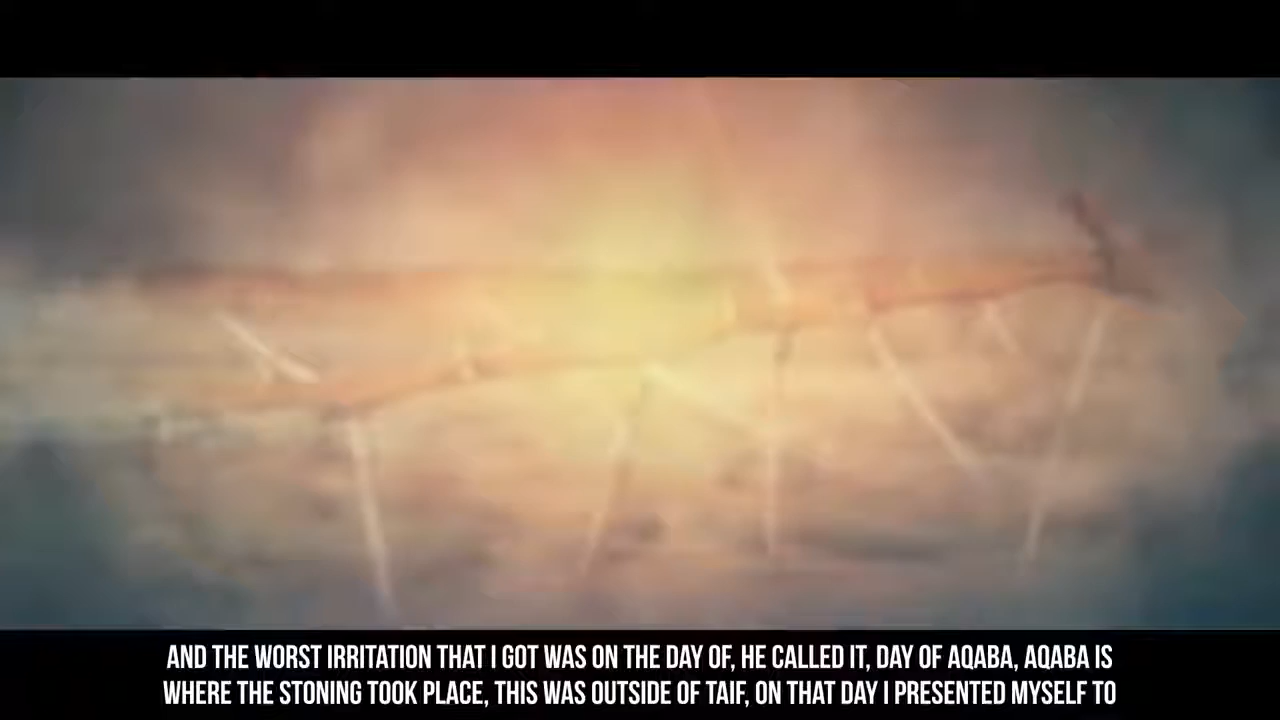 AND THE WORST IRRITATION THAT I GOT WAS ON THE DAY OF, HE CALLED IT, DAY OF AQABA, AQABA IS
WHERE THE STONING TOOK PLACE, THIS WAS OUTSIDE OF TAIF, ON THAT DAY I PRESENTED MYSELF TO